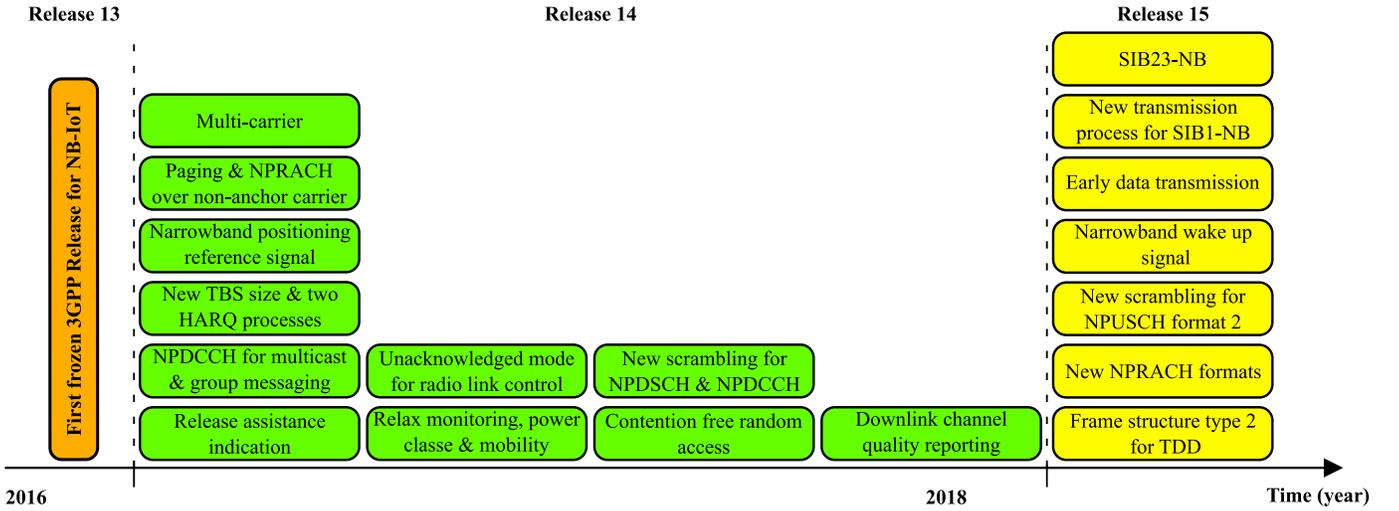 Release 13
Release 14
Release 15
First frozen 3GPP Release for NB-IoT
Multi-carrier
Paging & NPRACH
over non-anchor carrier
Narrowband positioning
reference signal
New TBS size & two
HARQ processes
NPDCCH for multicast
& group messaging
Release assistance
indication
Unacknowledged mode
for radio link control
Relax monitoring, power
classe & mobility
New scrambling for
NPDSCH & NPDCCH
Contention free random
access
Downlink channel
quality reporting
SIB23-NB
New transmission
process for SIB1-NB
Early data transmission
Narrowband wake up
signal
New scrambling for
NPUSCH format 2
New NPRACH formats
Frame structure type 2
for TDD
2016
2018
Time (year)